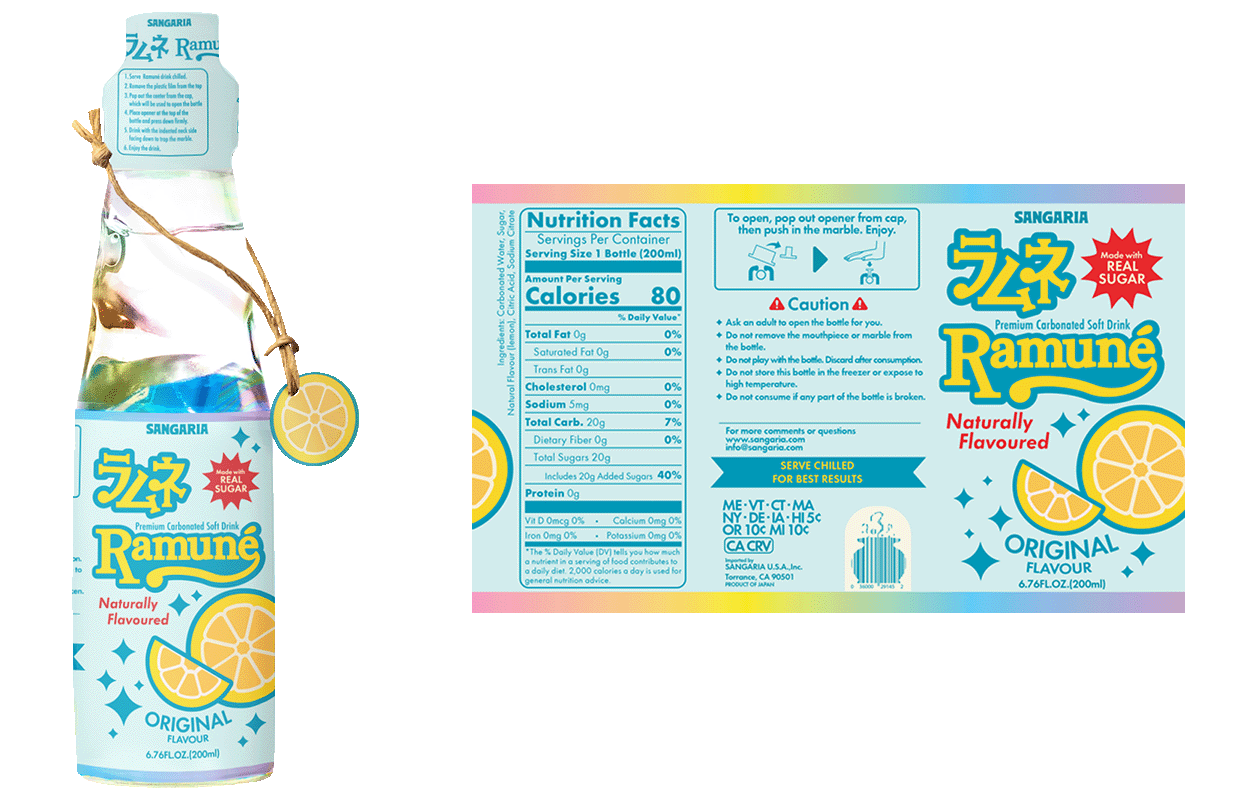 SANGARIA
ラムネ Ramu
1. Serve Ramuné drink chilled.
2. Remove the plastic film from the top
3. Pop out the center from the cap,
which will be used to open the bottle
4. Place opener at the top of the
bottle and press down firmly.
5. Drink with the indented neck side
facing down to trap the marble.
6. Enjoy the drink.
SANGARIA
ラムネ
Made with
REAL
SUGAR
Premium Carbonated Soft Drink
Ramuné
Naturally
Flavoured
ORIGINAL
FLAVOUR
6.76FL.OZ.(200ml)
Ingredients: Carbonated Water, Sugar,
Natural Flavour (lemon), Citric Acid, Sodium Citrate
Nutrition Facts
Servings Per Container
Serving Size 1 Bottle (200ml)
Amount Per Serving
Calories 80
% Daily Value*
Total Fat 0g 0%
Saturated Fat 0g 0%
Trans Fat 0g
Cholesterol 0mg 0%
Sodium 5mg 0%
Total Carb. 20g 7%
Dietary Fiber 0g 0%
Total Sugars 20g
Includes 20g Added Sugars 40%
Protein 0g
Vit D 0mcg 0% • Calcium 0mg 0%
Iron 0mg 0% • Potassium 0mg 0%
*The % Daily Value (DV) tells you how much
a nutrient in a serving of food contributes to
a daily diet. 2,000 calories a day is used for
general nutrition advice.
To open, pop out opener from cap,
then push in the marble. Enjoy.
Caution
Ask an adult to open the bottle for you.
Do not remove the mouthpiece or marble from
the bottle.
Do not play with the bottle. Discard after consumption.
Do not store this bottle in the freezer or expose to
high temperature.
Do not consume if any part of the bottle is broken.
For more comments or questions
www.sangaria.com
info@sangaria.com
SERVE CHILLED
FOR BEST RESULTS
ME・VT・CT・MA
NY・DE・IA・HI 5¢
OR 10¢ MI 10¢
CA CRV
Imported by
SANGARIA U.S.A.,Inc.
Torrance, CA 90501
PRODUCT OF JAPAN
SANGARIA
ラムネ
Made with
REAL
SUGAR
Premium Carbonated Soft Drink
Ramuné
Naturally
Flavoured
ORIGINAL
FLAVOUR
6.76FL.OZ.(200ml)